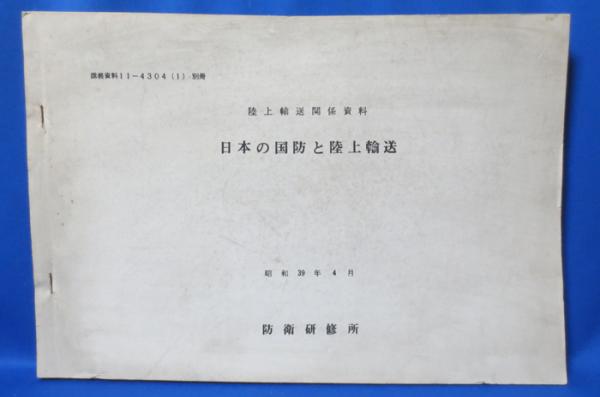 資料11-4304(1) 別冊
陸上輸送関係資料
日本の国防と陸上輸送
昭和39年4月
防衛研修所